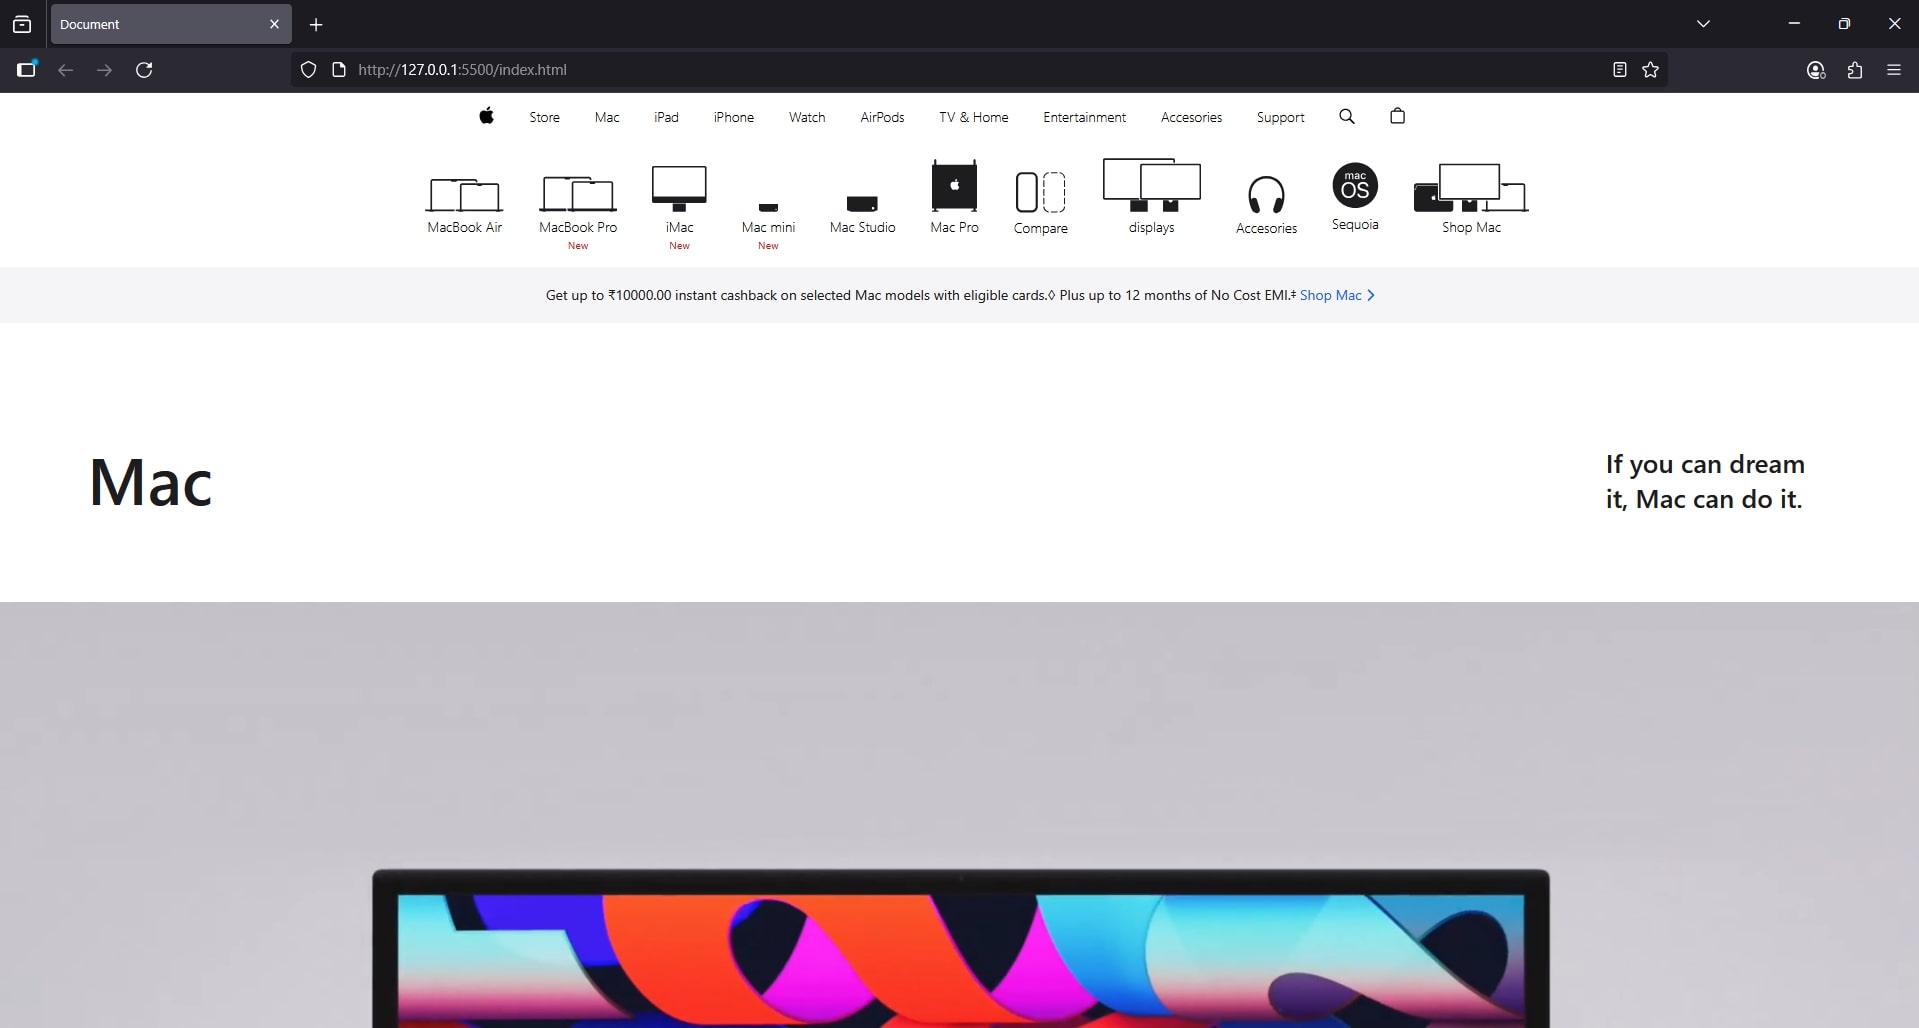 Document
http://127.0.0.1:5500/index.html
Store Mac iPad iPhone Watch AirPods TV & Home Entertainment Accesories Support
mac
OS
MacBook Air MacBook Pro iMac Mac mini Mac Studio Mac Pro Compare displays Accesories Sequoia Shop Mac
New New New
Get up to ₹10000.00 instant cashback on selected Mac models with eligible cards.◊ Plus up to 12 months of No Cost EMI.‡ Shop Mac
Mac
If you can dream
it, Mac can do it.